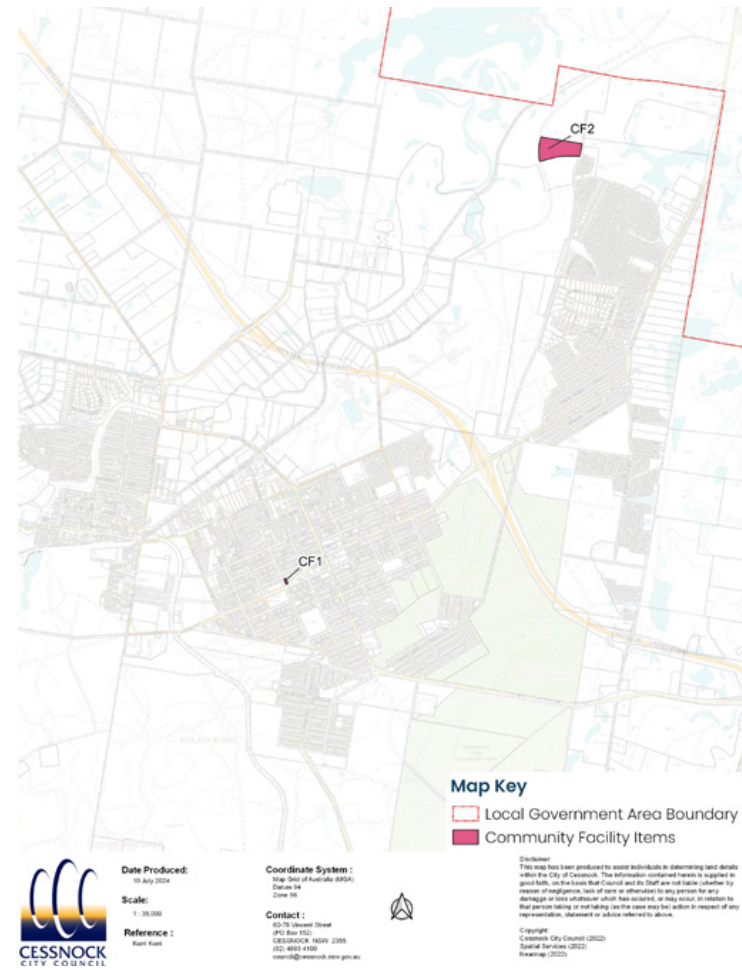 CF2
CF1
Map Key
Local Government Area Boundary
Community Facility Items
CESSNOCK
CITY COUNCIL
Date Produced:
10 July 2024
Scale:
1 : 35,000
Reference :
Kurri Kurri
Coordinate System :
Map Grid of Australia (MGA)
Datum 94
Zone 56
Contact :
62-78 Vincent Street
(PO Box 152)
CESSNOCK NSW 2325
(02) 4993 4100
council@cessnock.nsw.gov.au
Disclaimer
This map has been produced to assist individuals in determining land details
within the City of Cessnock. The information contained herein is supplied in
good faith, on the basis that Council and its Staff are not liable (whether by
reason of negligence, lack of care or otherwise) to any person for any
damage or loss whatsoever which has occurred, or may occur, in relation to
that person taking or not taking (as the case may be) action in respect of any
representation, statement or advice referred to above.
Copyright
Cessnock City Council (2022)
Spatial Services (2022)
Nearmap (2022)